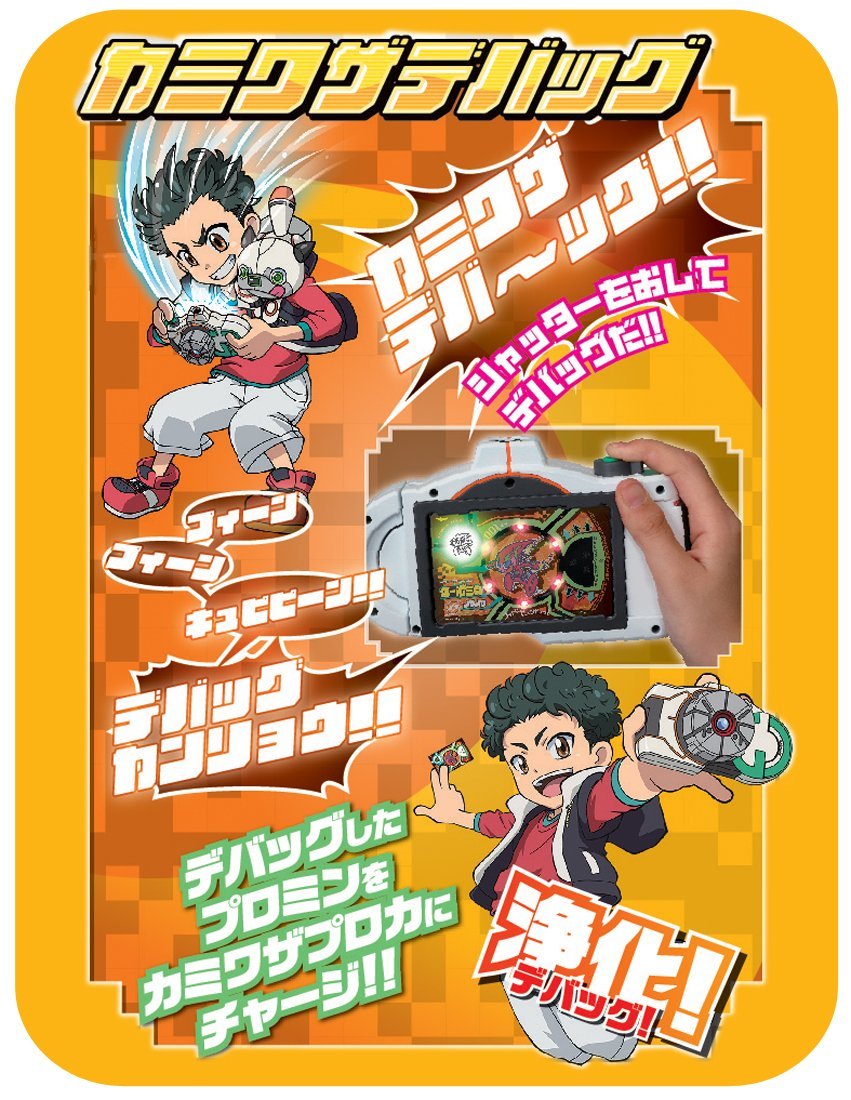 カミワザデバッグ
カミワザ
デバ〜ッグ!!
シャッターをおして
デバッグだ!!
フィーン
フィーン
キュピピーン!!
デバッグ
カンリョウ!!
デバッグした
プロミンを
カミワザプロカに
チャージ!!
浄化!
デバッグ!